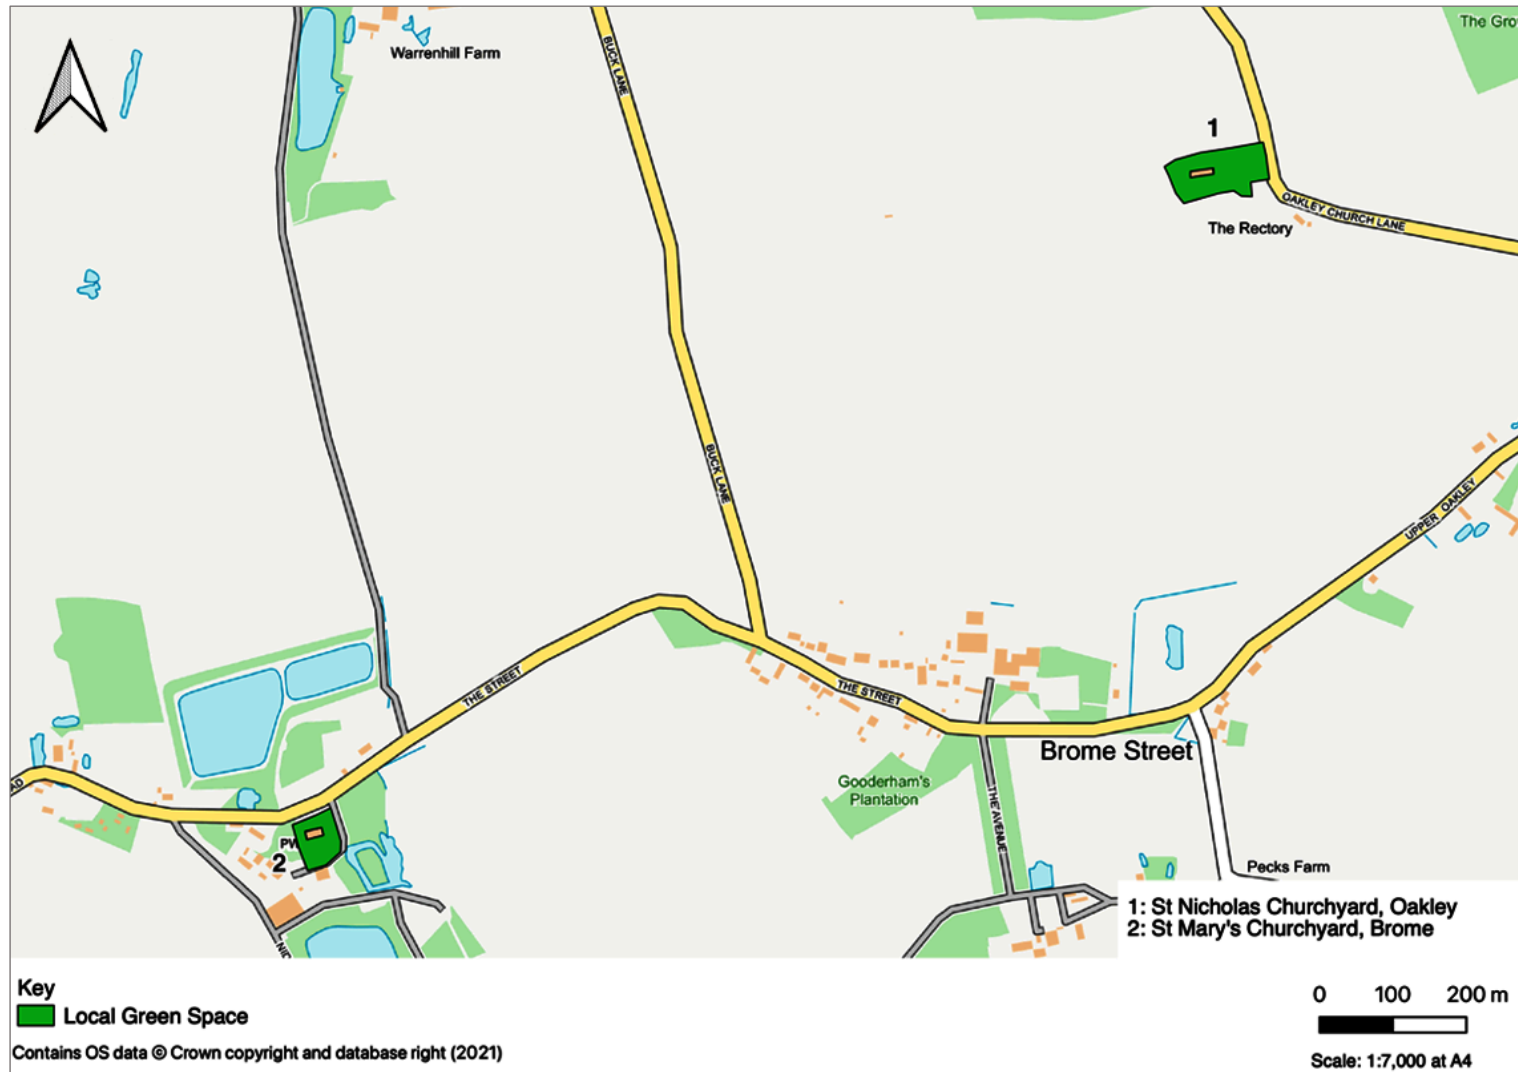 The Gro
Warrenhill Farm
BUCK LANE
1
OAKLEY CHURCH LANE
The Rectory
BUCK LANE
UPPER OAKLEY
THE STREET
THE STREET
Brome Street
Gooderham's
Plantation
AD
THE AVENUE
PW
2
Pecks Farm
NID
1: St Nicholas Churchyard, Oakley
2: St Mary's Churchyard, Brome
Key
Local Green Space
0 100 200 m
Contains OS data © Crown copyright and database right (2021)
Scale: 1:7,000 at A4